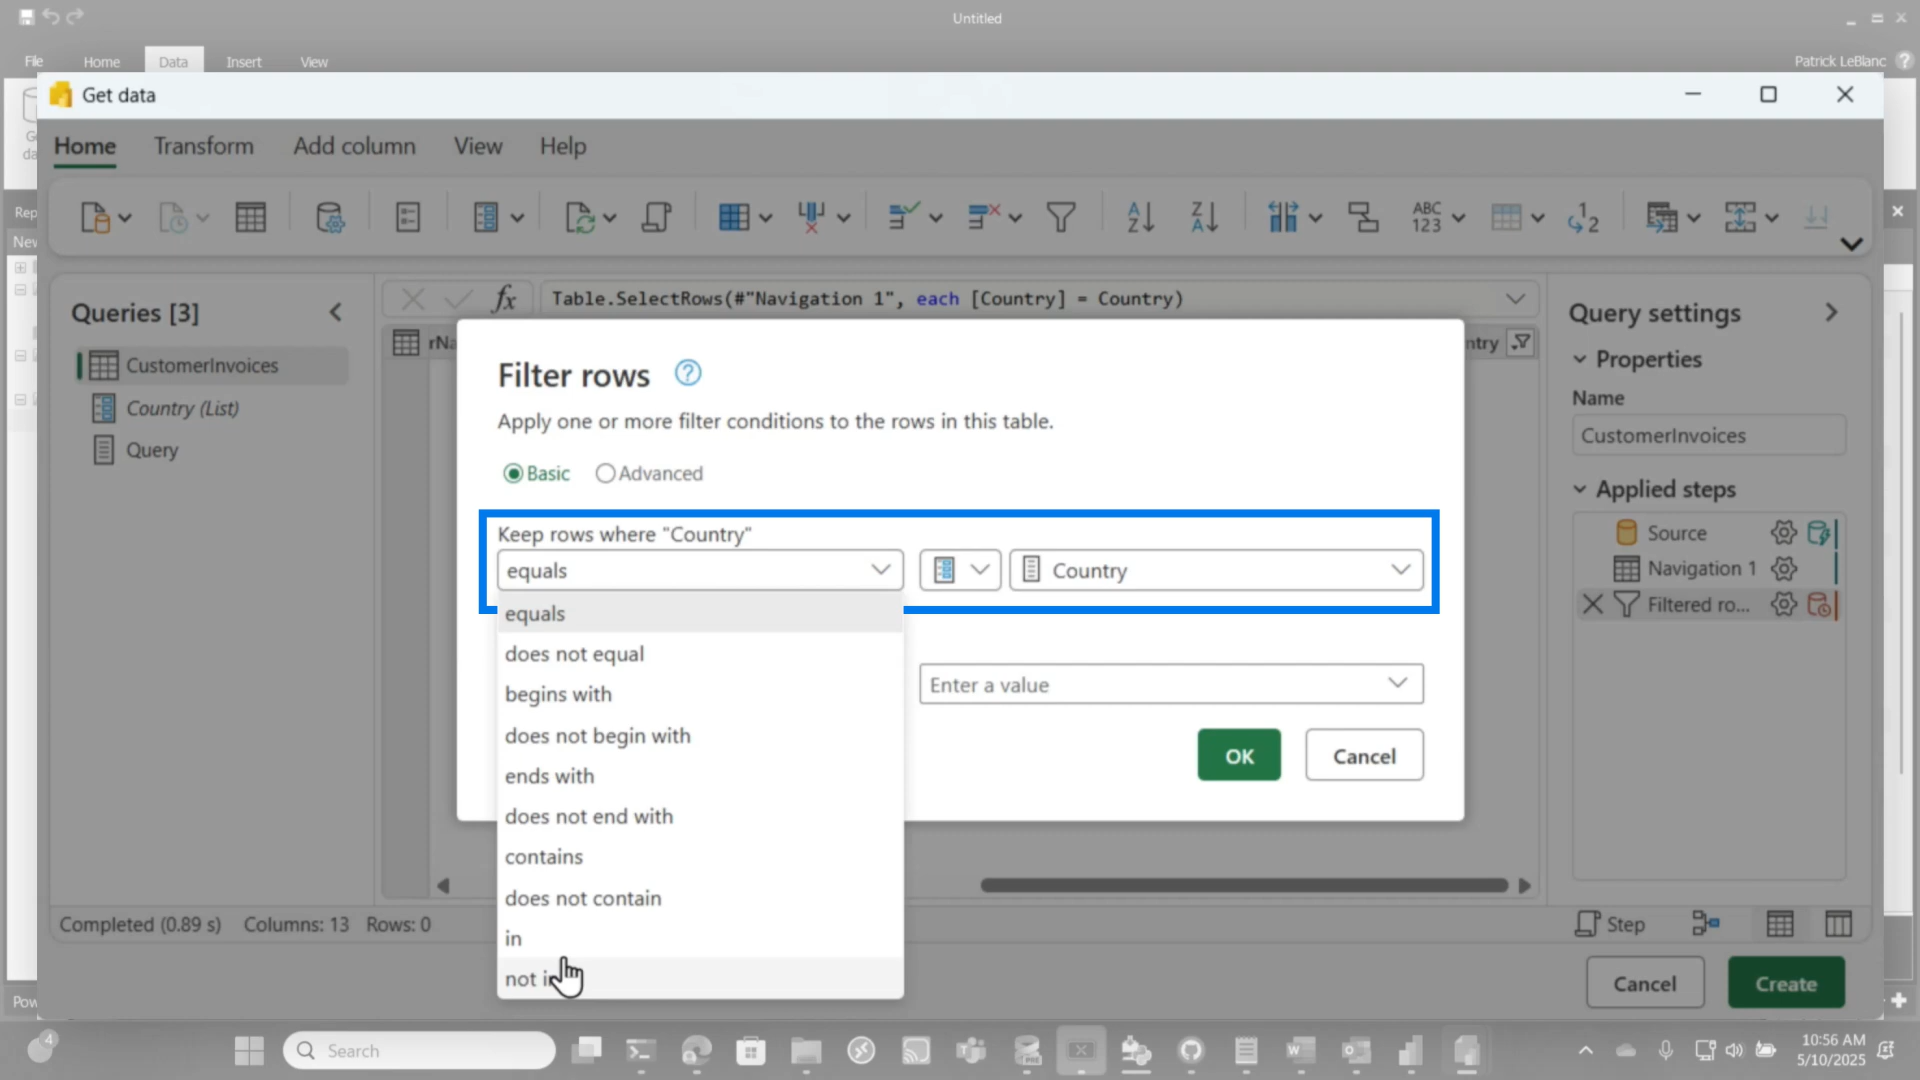 Untitled
File Home Data Insert View
Patrick LeBlanc
Get data
Home Transform Add column View Help
ABC
123
Queries [3]
CustomerInvoices
Country (List)
Query
fx Table.SelectRows(#"Navigation 1", each [Country] = Country)
Filter rows
Apply one or more filter conditions to the rows in this table.
Basic Advanced
Keep rows where "Country"
equals
Country
equals
does not equal
begins with
does not begin with
ends with
does not end with
contains
does not contain
in
Enter a value
OK Cancel
Query settings
Properties
Name
CustomerInvoices
Applied steps
Source
Navigation 1
Filtered ro...
Completed (0.89 s) Columns: 13 Rows: 0
Step
Cancel Create
4
Search
10:56 AM
5/10/2025